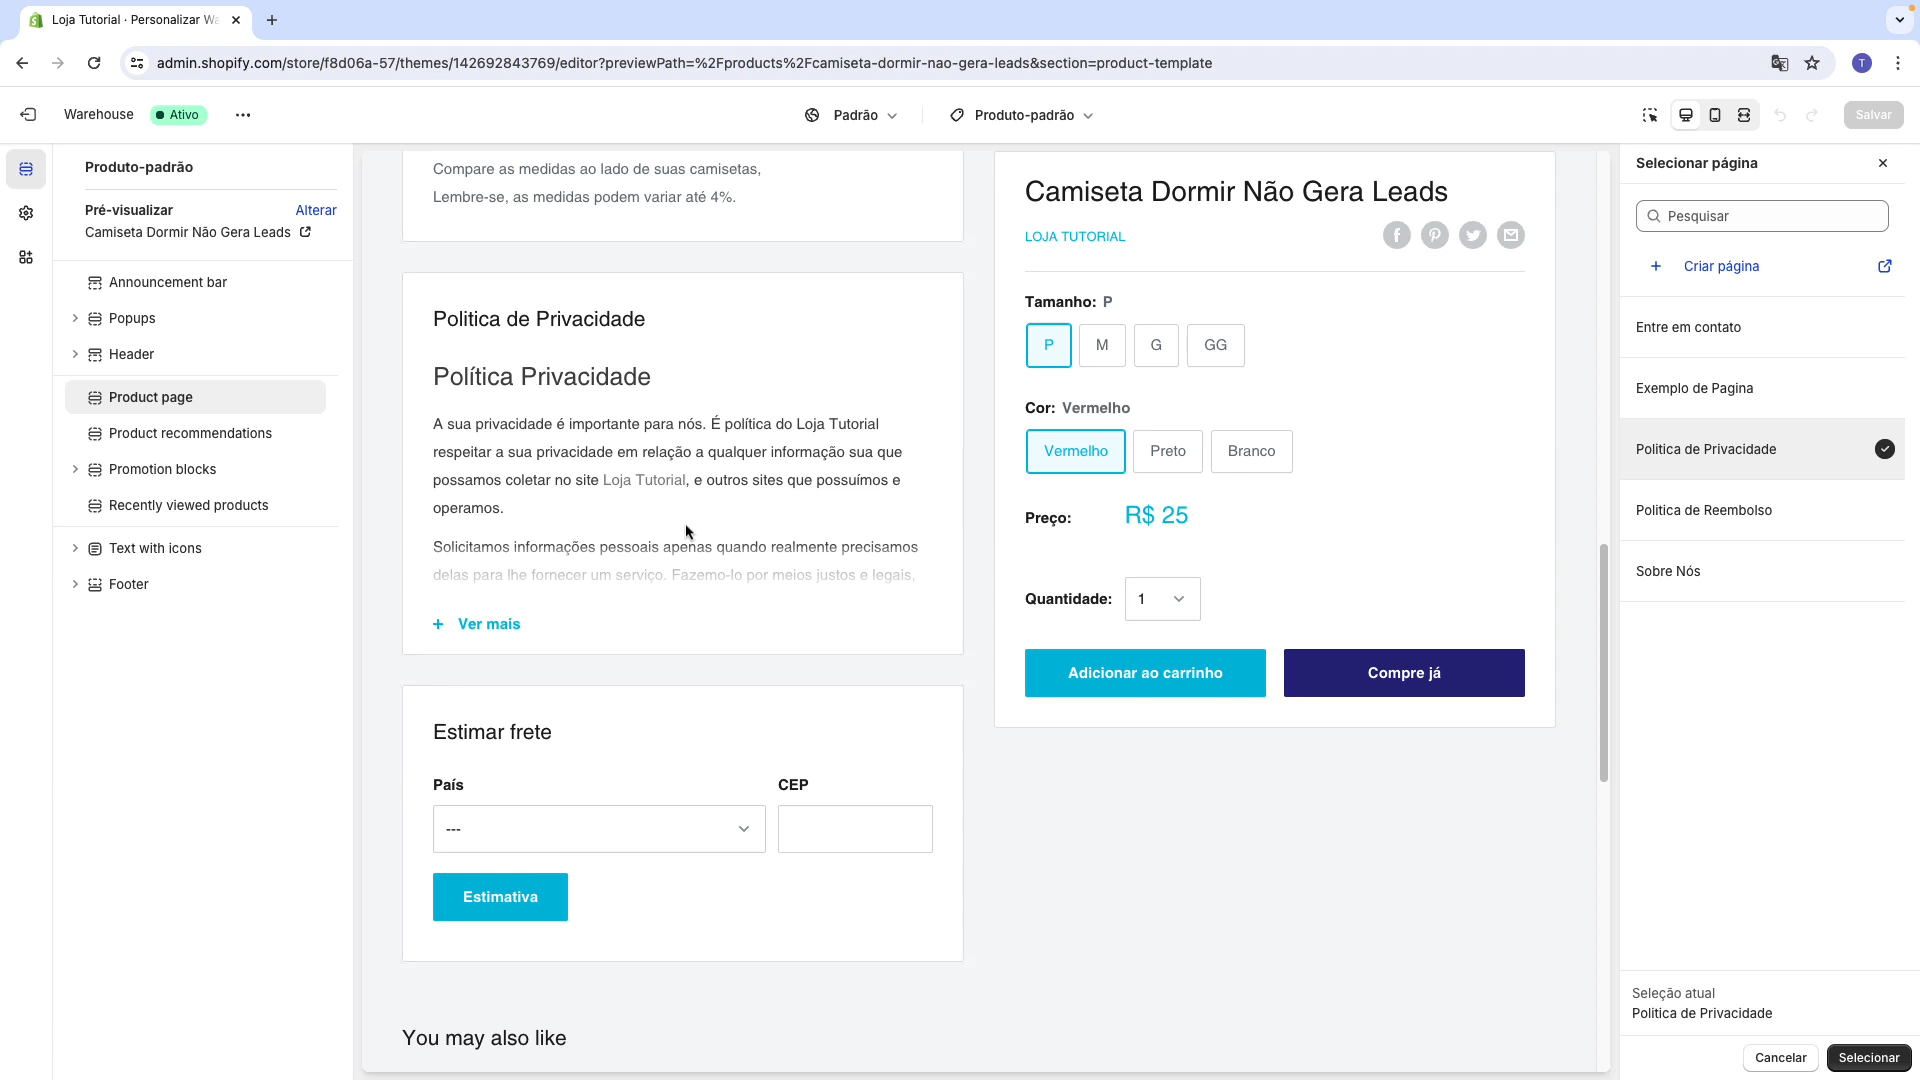 Loja Tutorial · Personalizar Wa
admin.shopify.com/store/f8d06a-57/themes/142692843769/editor?previewPath=%2Fproducts%2Fcamiseta-dormir-nao-gera-leads&section=product-template
T
Warehouse
Ativo
Padrão
Produto-padrão
Salvar
Produto-padrão
Pré-visualizar
Alterar
Camiseta Dormir Não Gera Leads
Announcement bar
Popups
Header
Product page
Product recommendations
Promotion blocks
Recently viewed products
Text with icons
Footer
Compare as medidas ao lado de suas camisetas,
Lembre-se, as medidas podem variar até 4%.
Politica de Privacidade
Política Privacidade
A sua privacidade é importante para nós. É política do Loja Tutorial
respeitar a sua privacidade em relação a qualquer informação sua que
possamos coletar no site Loja Tutorial, e outros sites que possuímos e
operamos.
Solicitamos informações pessoais apenas quando realmente precisamos
delas para lhe fornecer um serviço. Fazemo-lo por meios justos e legais,
+ Ver mais
Estimar frete
País
CEP
---
Estimativa
You may also like
Camiseta Dormir Não Gera Leads
LOJA TUTORIAL
Tamanho: P
P
M
G
GG
Cor: Vermelho
Vermelho
Preto
Branco
Preço:
R$ 25
Quantidade:
1
Adicionar ao carrinho
Compre já
Selecionar página
Pesquisar
+ Criar página
Entre em contato
Exemplo de Pagina
Politica de Privacidade
Politica de Reembolso
Sobre Nós
Seleção atual
Politica de Privacidade
Cancelar
Selecionar